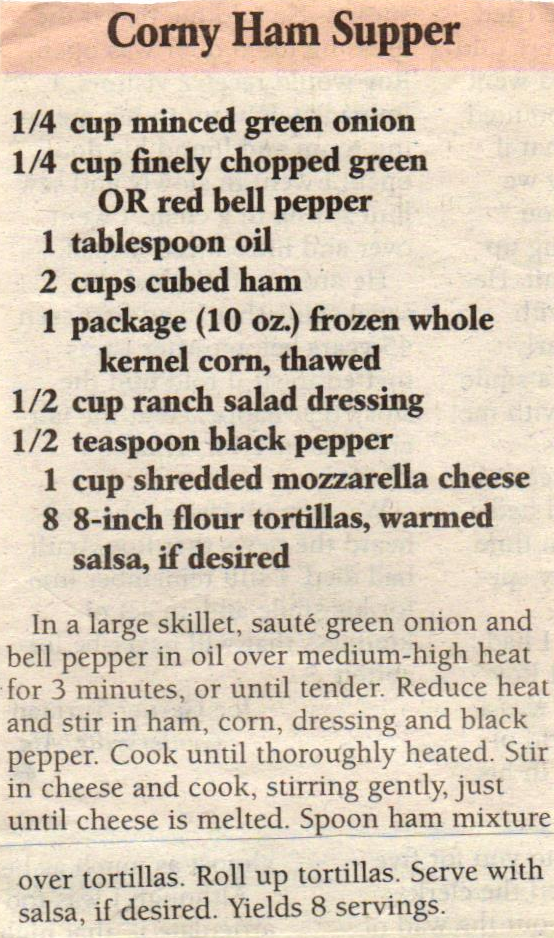 Corny Ham Supper
1/4 cup minced green onion
1/4 cup finely chopped green
OR red bell pepper
1 tablespoon oil
2 cups cubed ham
1 package (10 oz.) frozen whole
kernel corn, thawed
1/2 cup ranch salad dressing
1/2 teaspoon black pepper
1 cup shredded mozzarella cheese
8 8-inch flour tortillas, warmed
salsa, if desired
In a large skillet, sauté green onion and
bell pepper in oil over medium-high heat
for 3 minutes, or until tender. Reduce heat
and stir in ham, corn, dressing and black
pepper. Cook until thoroughly heated. Stir
in cheese and cook, stirring gently, just
until cheese is melted. Spoon ham mixture
over tortillas. Roll up tortillas. Serve with
salsa, if desired. Yields 8 servings.